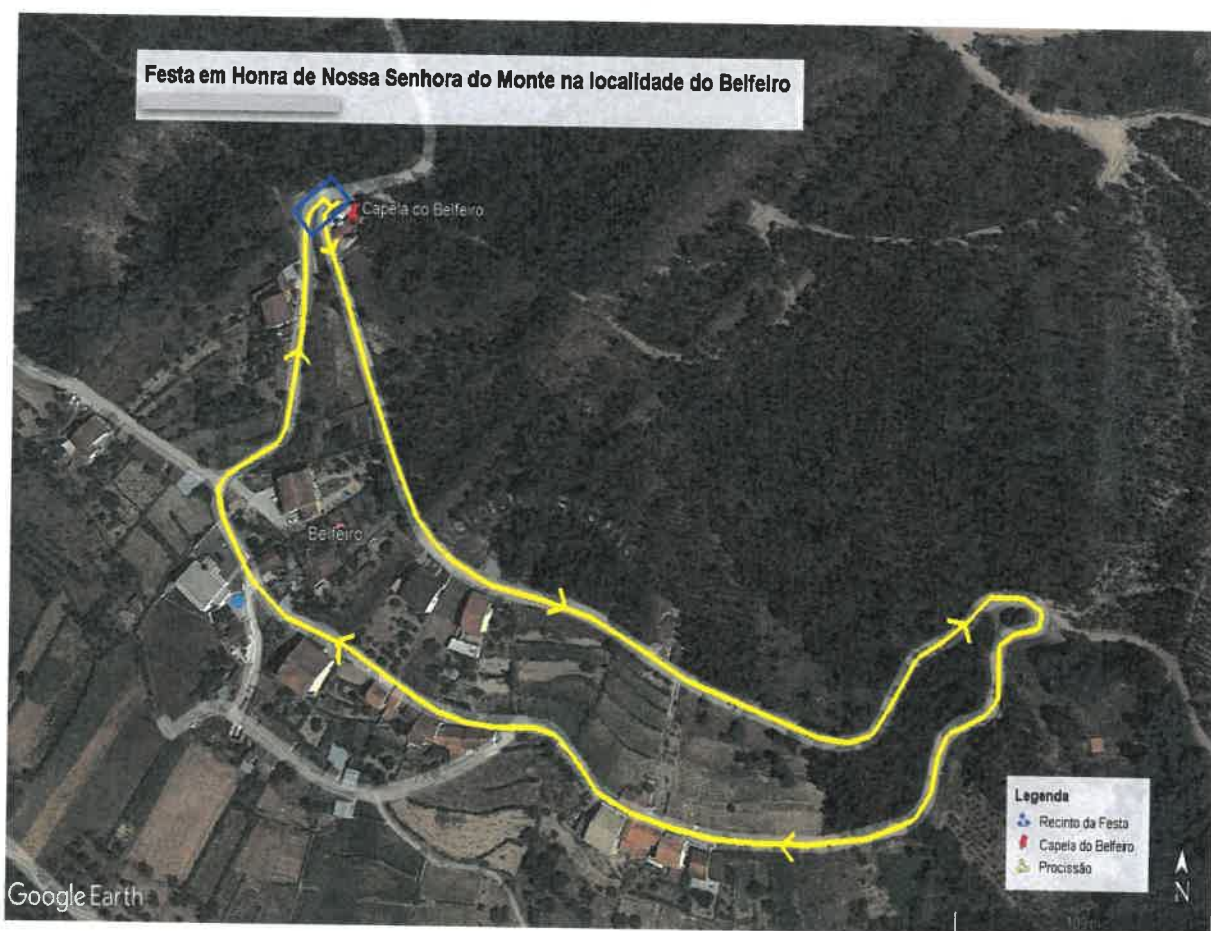 Festa em Honra de Nossa Senhora do Monte na localidade do Belfeiro
Capela do Belfeiro
Belfeiro
Legenda
Recinto da Festa
Capela do Belfeiro
Procissão
N
Google Earth